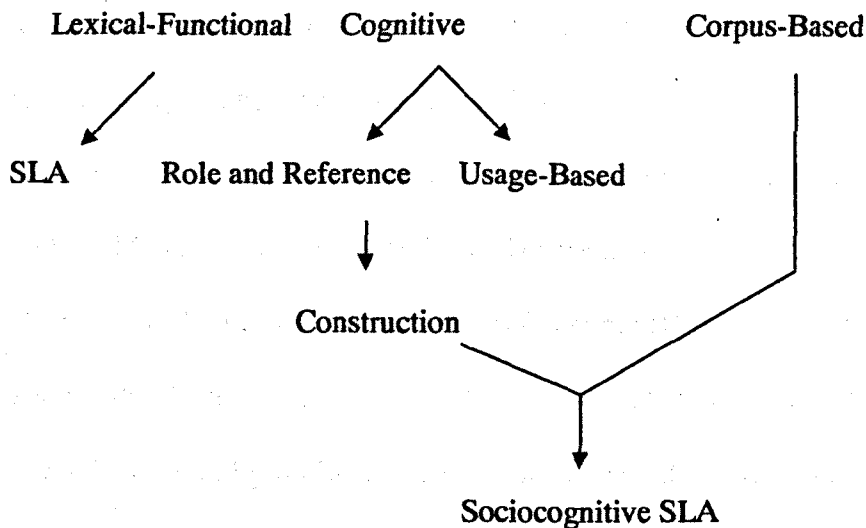 Lexical-Functional Cognitive Corpus-Based
SLA Role and Reference Usage-Based
Construction
Sociocognitive SLA